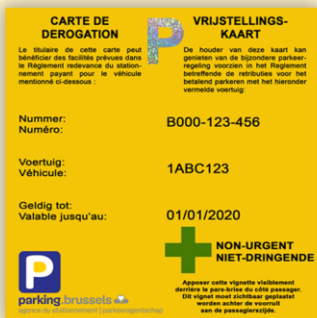 CARTE DE
DEROGATION
Le titulaire de cette carte peut
bénéficier des facilités prévues dans
le Règlement redevance du station-
nement payant pour le véhicule
mentionné ci-dessous :
P
VRIJSTELLINGS-
KAART
De houder van deze kaart kan
genieten van de bijzondere parkeer-
regeling voorzien in het Reglement
betreffende de retributies voor het
betalend parkeren met het hieronder
vermelde voertuig:
Nummer:
Numéro:
B000-123-456
Voertuig:
Véhicule:
1ABC123
Geldig tot:
Valable jusqu'au:
01/01/2020
NON-URGENT
NIET-DRINGENDE
P
parking.brussels
agence du stationnement | parkeeragentschap
Apposer cette vignette visiblement
derrière le pare-brise du côté passager.
Dit vignet moet zichtbaar geplaatst
worden achter de voorruit
aan de passagierzijde.